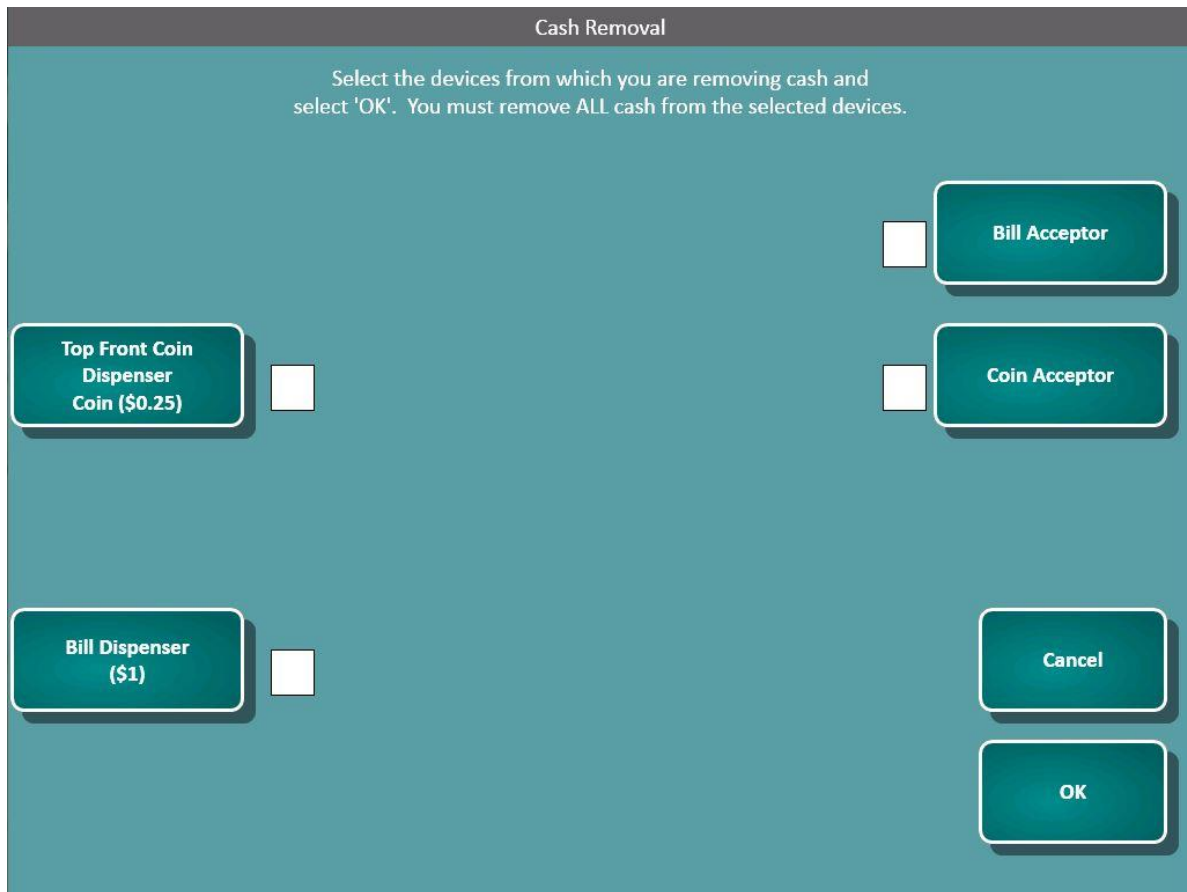 Cash Removal
Select the devices from which you are removing cash and
select 'OK'.  You must remove ALL cash from the selected devices.
Bill Acceptor
Top Front Coin
Dispenser
Coin ($0.25)
Coin Acceptor
Bill Dispenser
($1)
Cancel
OK